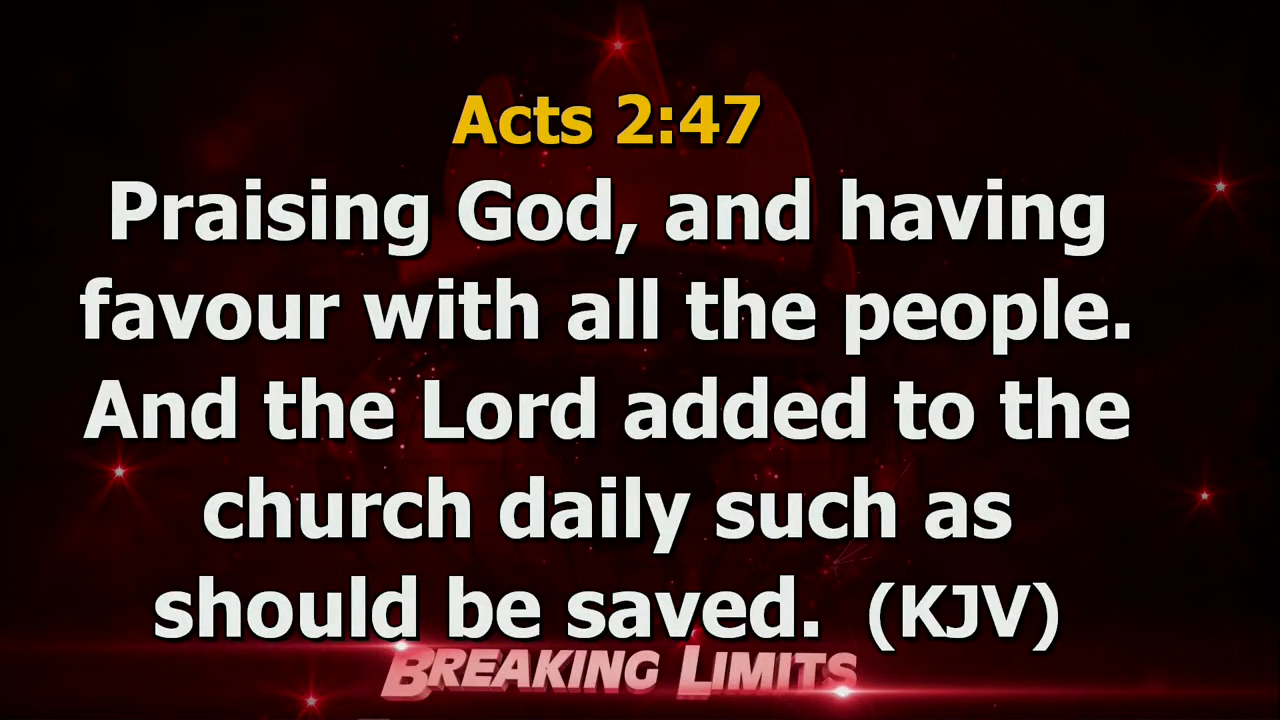 Acts 2:47
Praising God, and having
favour with all the people.
And the Lord added to the
church daily such as
should be saved. (KJV)
BREAKING LIMITS